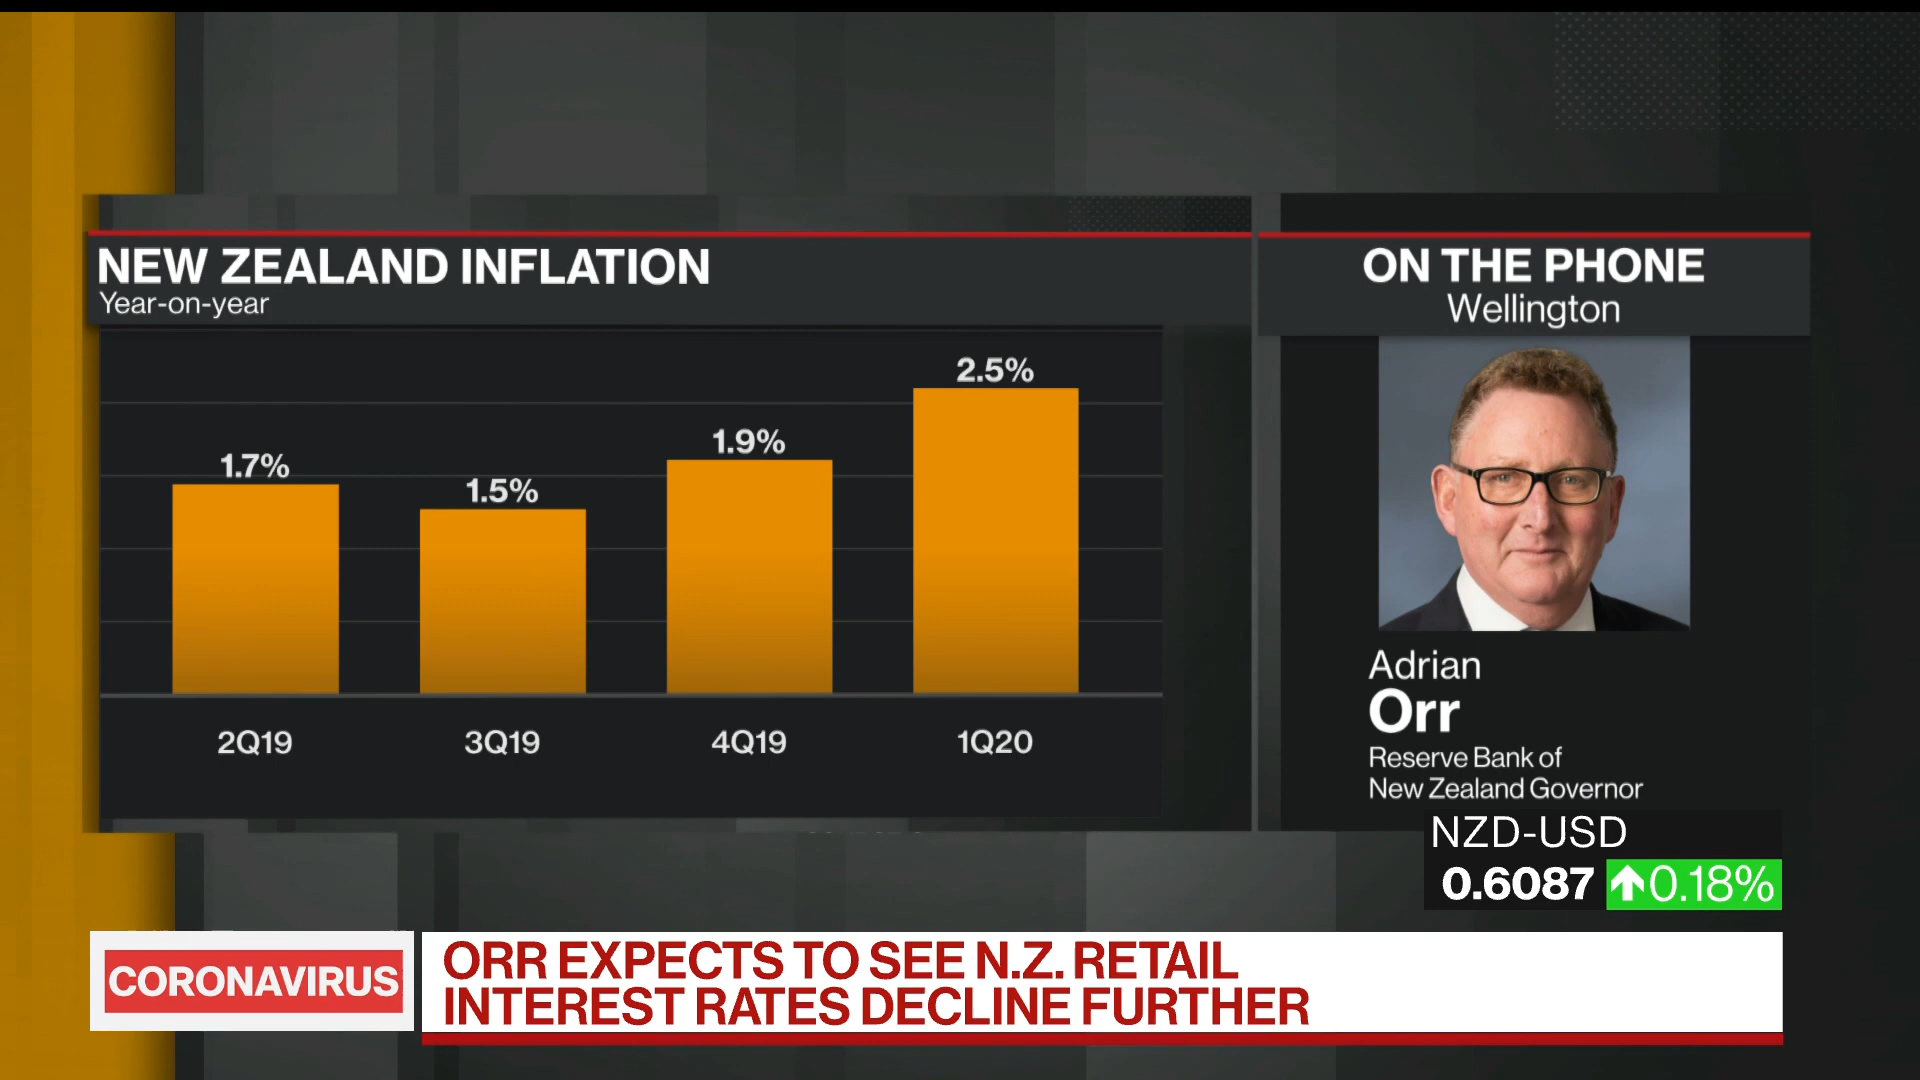 NEW ZEALAND INFLATION
Year-on-year
1.7%
1.5%
1.9%
2.5%
2Q19
3Q19
4Q19
1Q20
ON THE PHONE
Wellington
Adrian
Orr
Reserve Bank of
New Zealand Governor
NZD-USD
0.6087 ↑0.18%
CORONAVIRUS
ORR EXPECTS TO SEE N.Z. RETAIL
INTEREST RATES DECLINE FURTHER